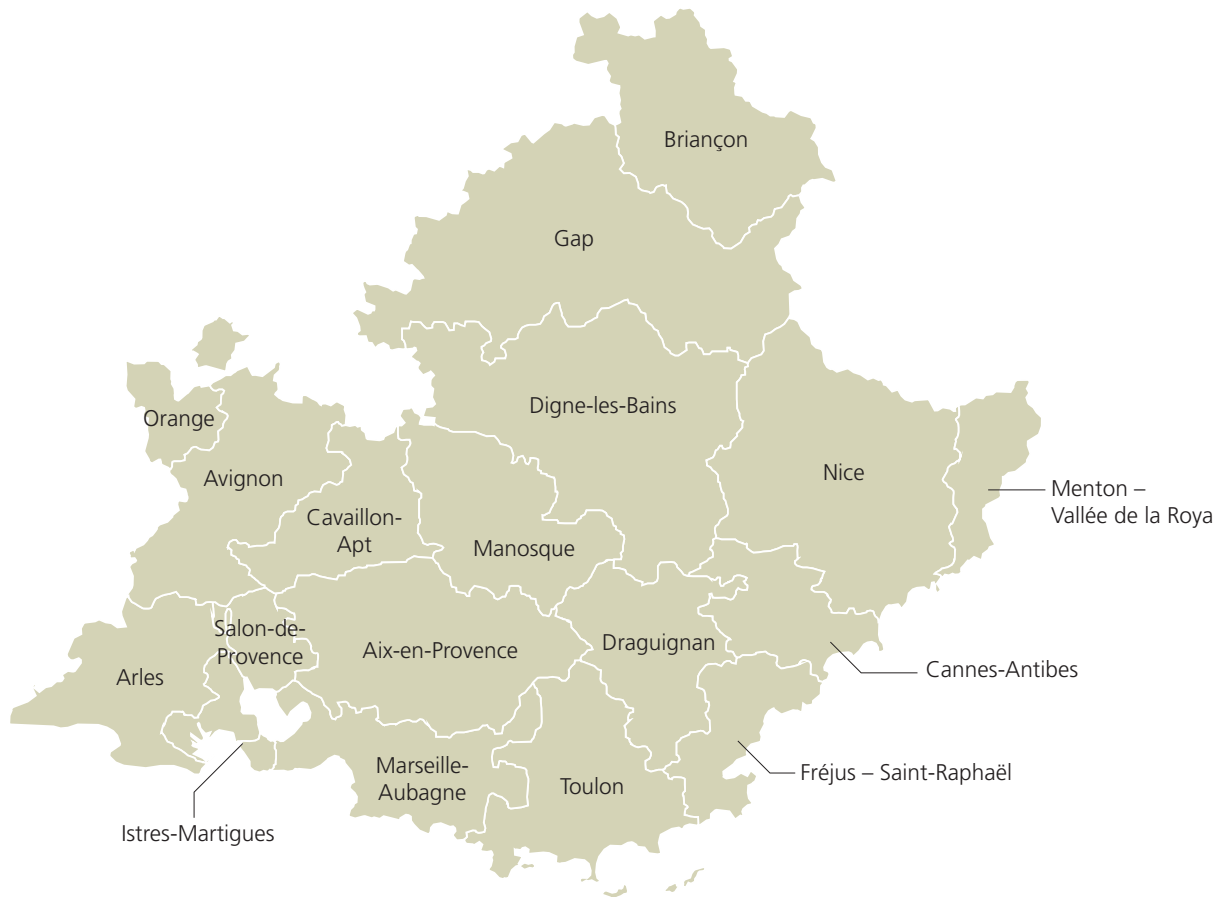 Briançon
Gap
Digne-les-Bains
Orange
Avignon
Nice
Menton –
Vallée de la Roya
Cavaillon-
Apt
Manosque
Salon-de-
Provence
Aix-en-Provence
Draguignan
Arles
Cannes-Antibes
Marseille-
Aubagne
Toulon
Fréjus – Saint-Raphaël
Istres-Martigues